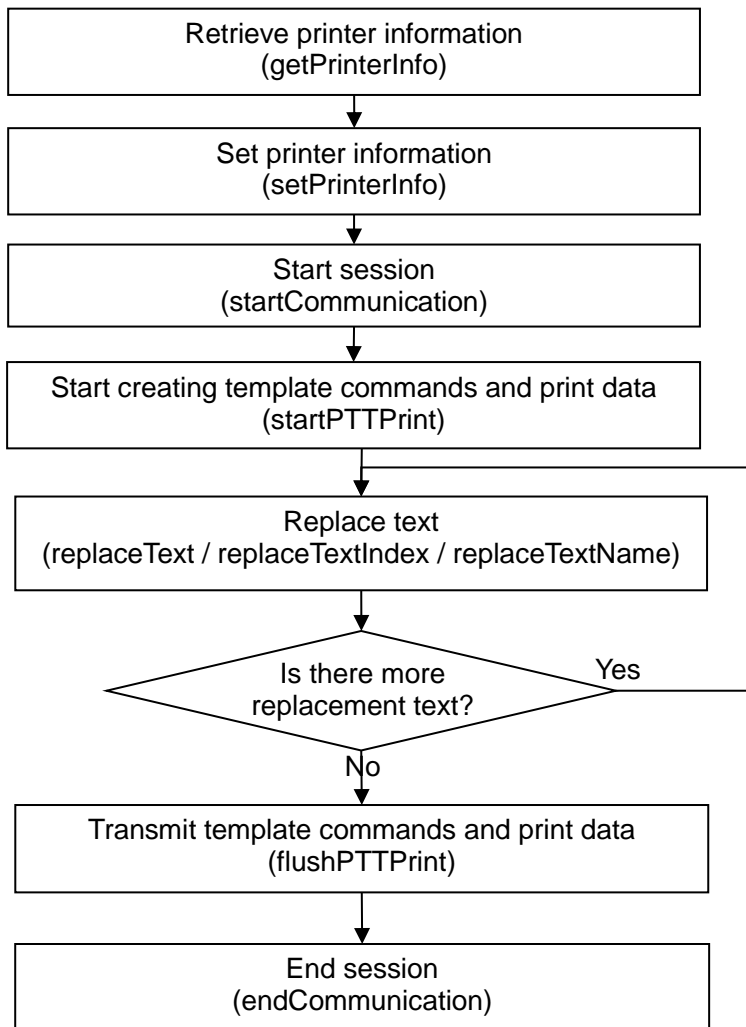 Retrieve printer information
(getPrinterInfo)
Set printer information
(setPrinterInfo)
Start session
(startCommunication)
Start creating template commands and print data
(startPTTPrint)
Replace text
(replaceText / replaceTextIndex / replaceTextName)
Is there more
replacement text?
Yes
No
Transmit template commands and print data
(flushPTTPrint)
End session
(endCommunication)